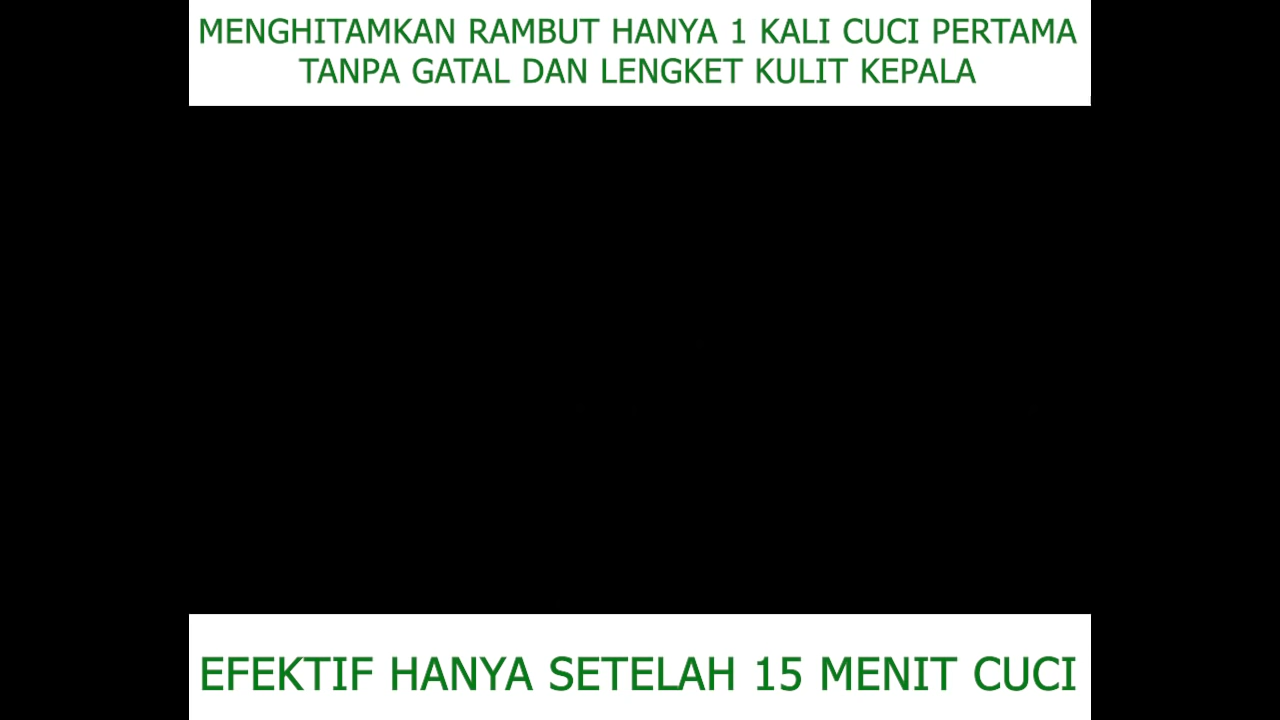 MENGHITAMKAN RAMBUT HANYA 1 KALI CUCI PERTAMA
TANPA GATAL DAN LENGKET KULIT KEPALA
EFEKTIF HANYA SETELAH 15 MENIT CUCI